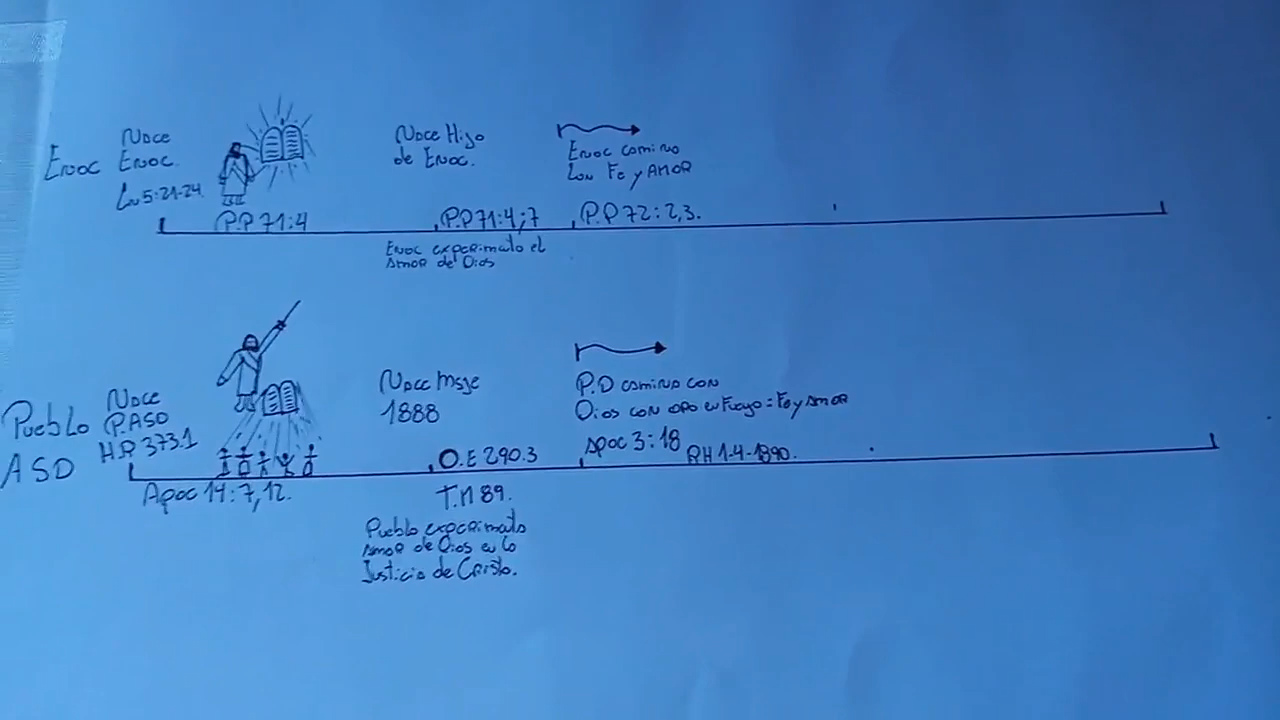 Enoc
Nace
Enoc.
Gn 5:21-24.
P.P 71:4
Nace Hijo
de Enoc.
P.P 71:4;7
Enoc experimato el
Amor de Dios
Enoc camino
con Fe y Amor
P.P 72:2,3.
Pueblo
ASD
Nace
P.ASD
H.R 373.1
Apoc 14:7,12.
Nace Msje
1888
O.E 290.3
T.M 89.
Pueblo experimato
Amor de Dios en la
Justicia de Cristo.
P.D camino con
Dios con oro en Fuego = Fe y Amor
Apoc 3:18
RH 1-4-1890.